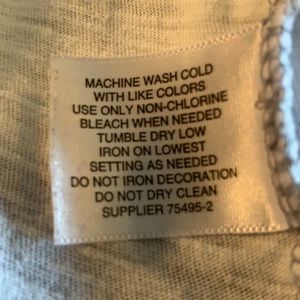 MACHINE WASH COLD
WITH LIKE COLORS
USE ONLY NON-CHLORINE
BLEACH WHEN NEEDED
TUMBLE DRY LOW
IRON ON LOWEST
SETTING AS NEEDED
DO NOT IRON DECORATION
DO NOT DRY CLEAN
SUPPLIER 75495-2